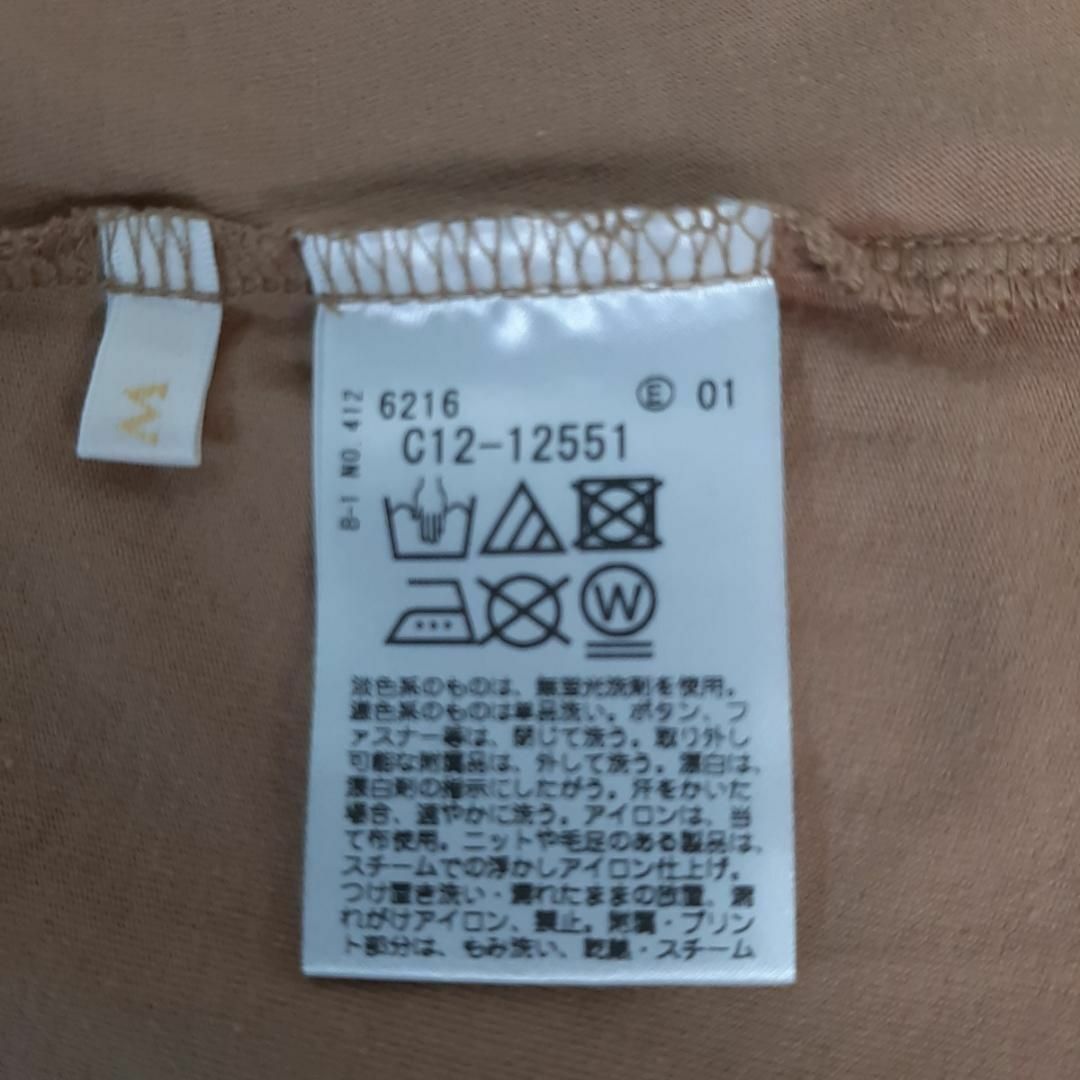 M
B-1 NO. 412
6216 Ⓔ 01
C12-12551
W
淡色系のものは、無蛍光洗剤を使用。
濃色系のものは単品洗い。ボタン、フ
ァスナー等は、閉じて洗う。取り外し
可能な附属品は、外して洗う。漂白は、
漂白剤の指示にしたがう。汗をかいた
場合、速やかに洗う。アイロンは、当
て布使用。ニットや毛足のある製品は、
スチームでの浮かしアイロン仕上げ。
つけ置き洗い・濡れたままの放置、濡
れがけアイロン、禁止。附属・プリン
ト部分は、もみ洗い、乾燥・スチーム